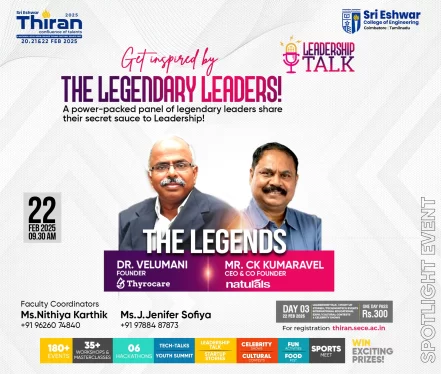 Sri Eshwar
Thiran
2025
confluence of talents
20, 21 & 22 FEB 2025
Sri Eshwar
College of Engineering
Coimbatore | Tamilnadu
Get inspired by
THE LEGENDARY LEADERS!
LEADERSHIP
TALK
A power-packed panel of legendary leaders share
their secret sauce to Leadership!
22
FEB 2025
09.30 AM
THE LEGENDS
DR. VELUMANI
FOUNDER
Thyrocare
MR. CK KUMARAVEL
CEO & CO FOUNDER
naturals
SPOTLIGHT EVENT
Faculty Coordinators
Ms.Nithiya Karthik
+91 96260 74840
Ms.J.Jenifer Sofiya
+91 97884 87873
DAY 03
22 FEB 2025
ONE DAY PASS
Rs.300
For registration thiran.sece.ac.in
180+
EVENTS
35+
WORKSHOPS &
MASTERCLASS
06
HACKATHONS
TECH-TALKS
YOUTH SUMMIT
LEADERSHIP
TALK
STARTUP
STORIES
CELEBRITY
SHOWS
CULTURAL
CONTESTS
FUN
ACTIVITIES
FOOD
FEST
SPORTS
MEET
WIN
EXCITING
PRIZES!